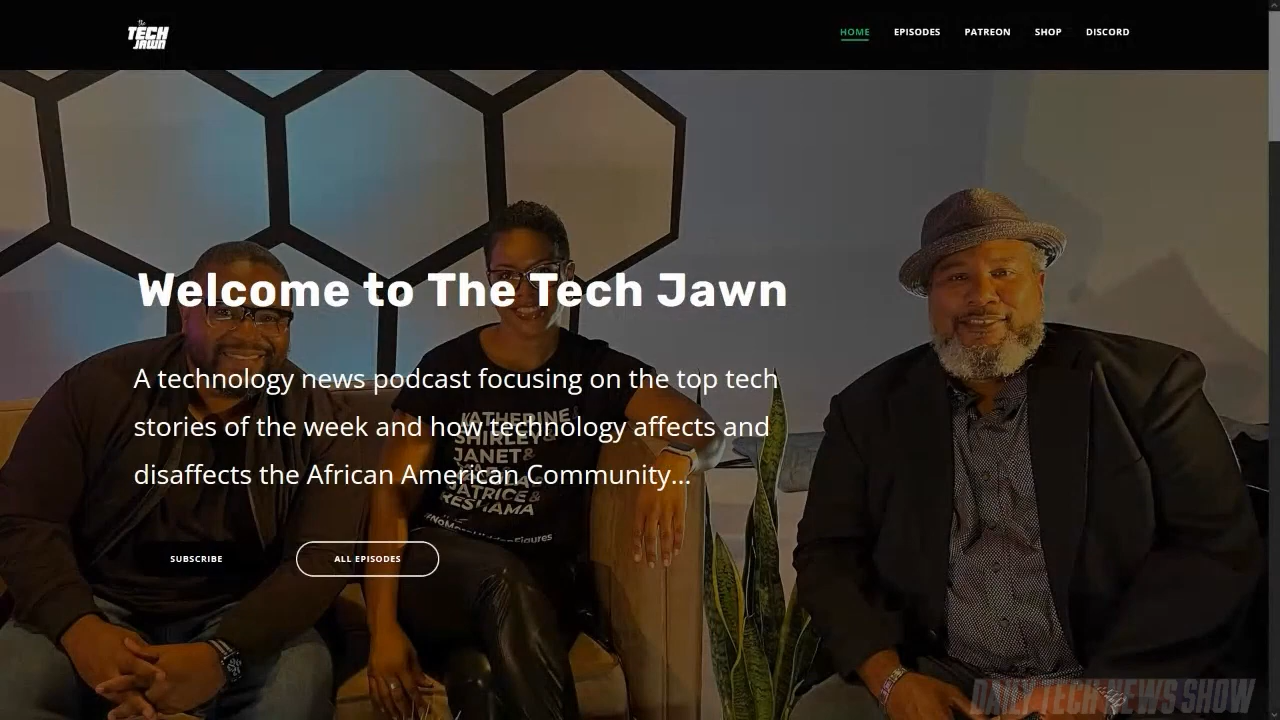 the
TECH
JAWN
HOME
EPISODES
PATREON
SHOP
DISCORD
Welcome to The Tech Jawn
A technology news podcast focusing on the top tech
stories of the week and how technology affects and
disaffects the African American Community...
KATHERINE
SHIRLEY&
JANET&
RESHAMA
#NoMoreHiddenFigures
SUBSCRIBE
ALL EPISODES
DAILY TECH NEWS SHOW